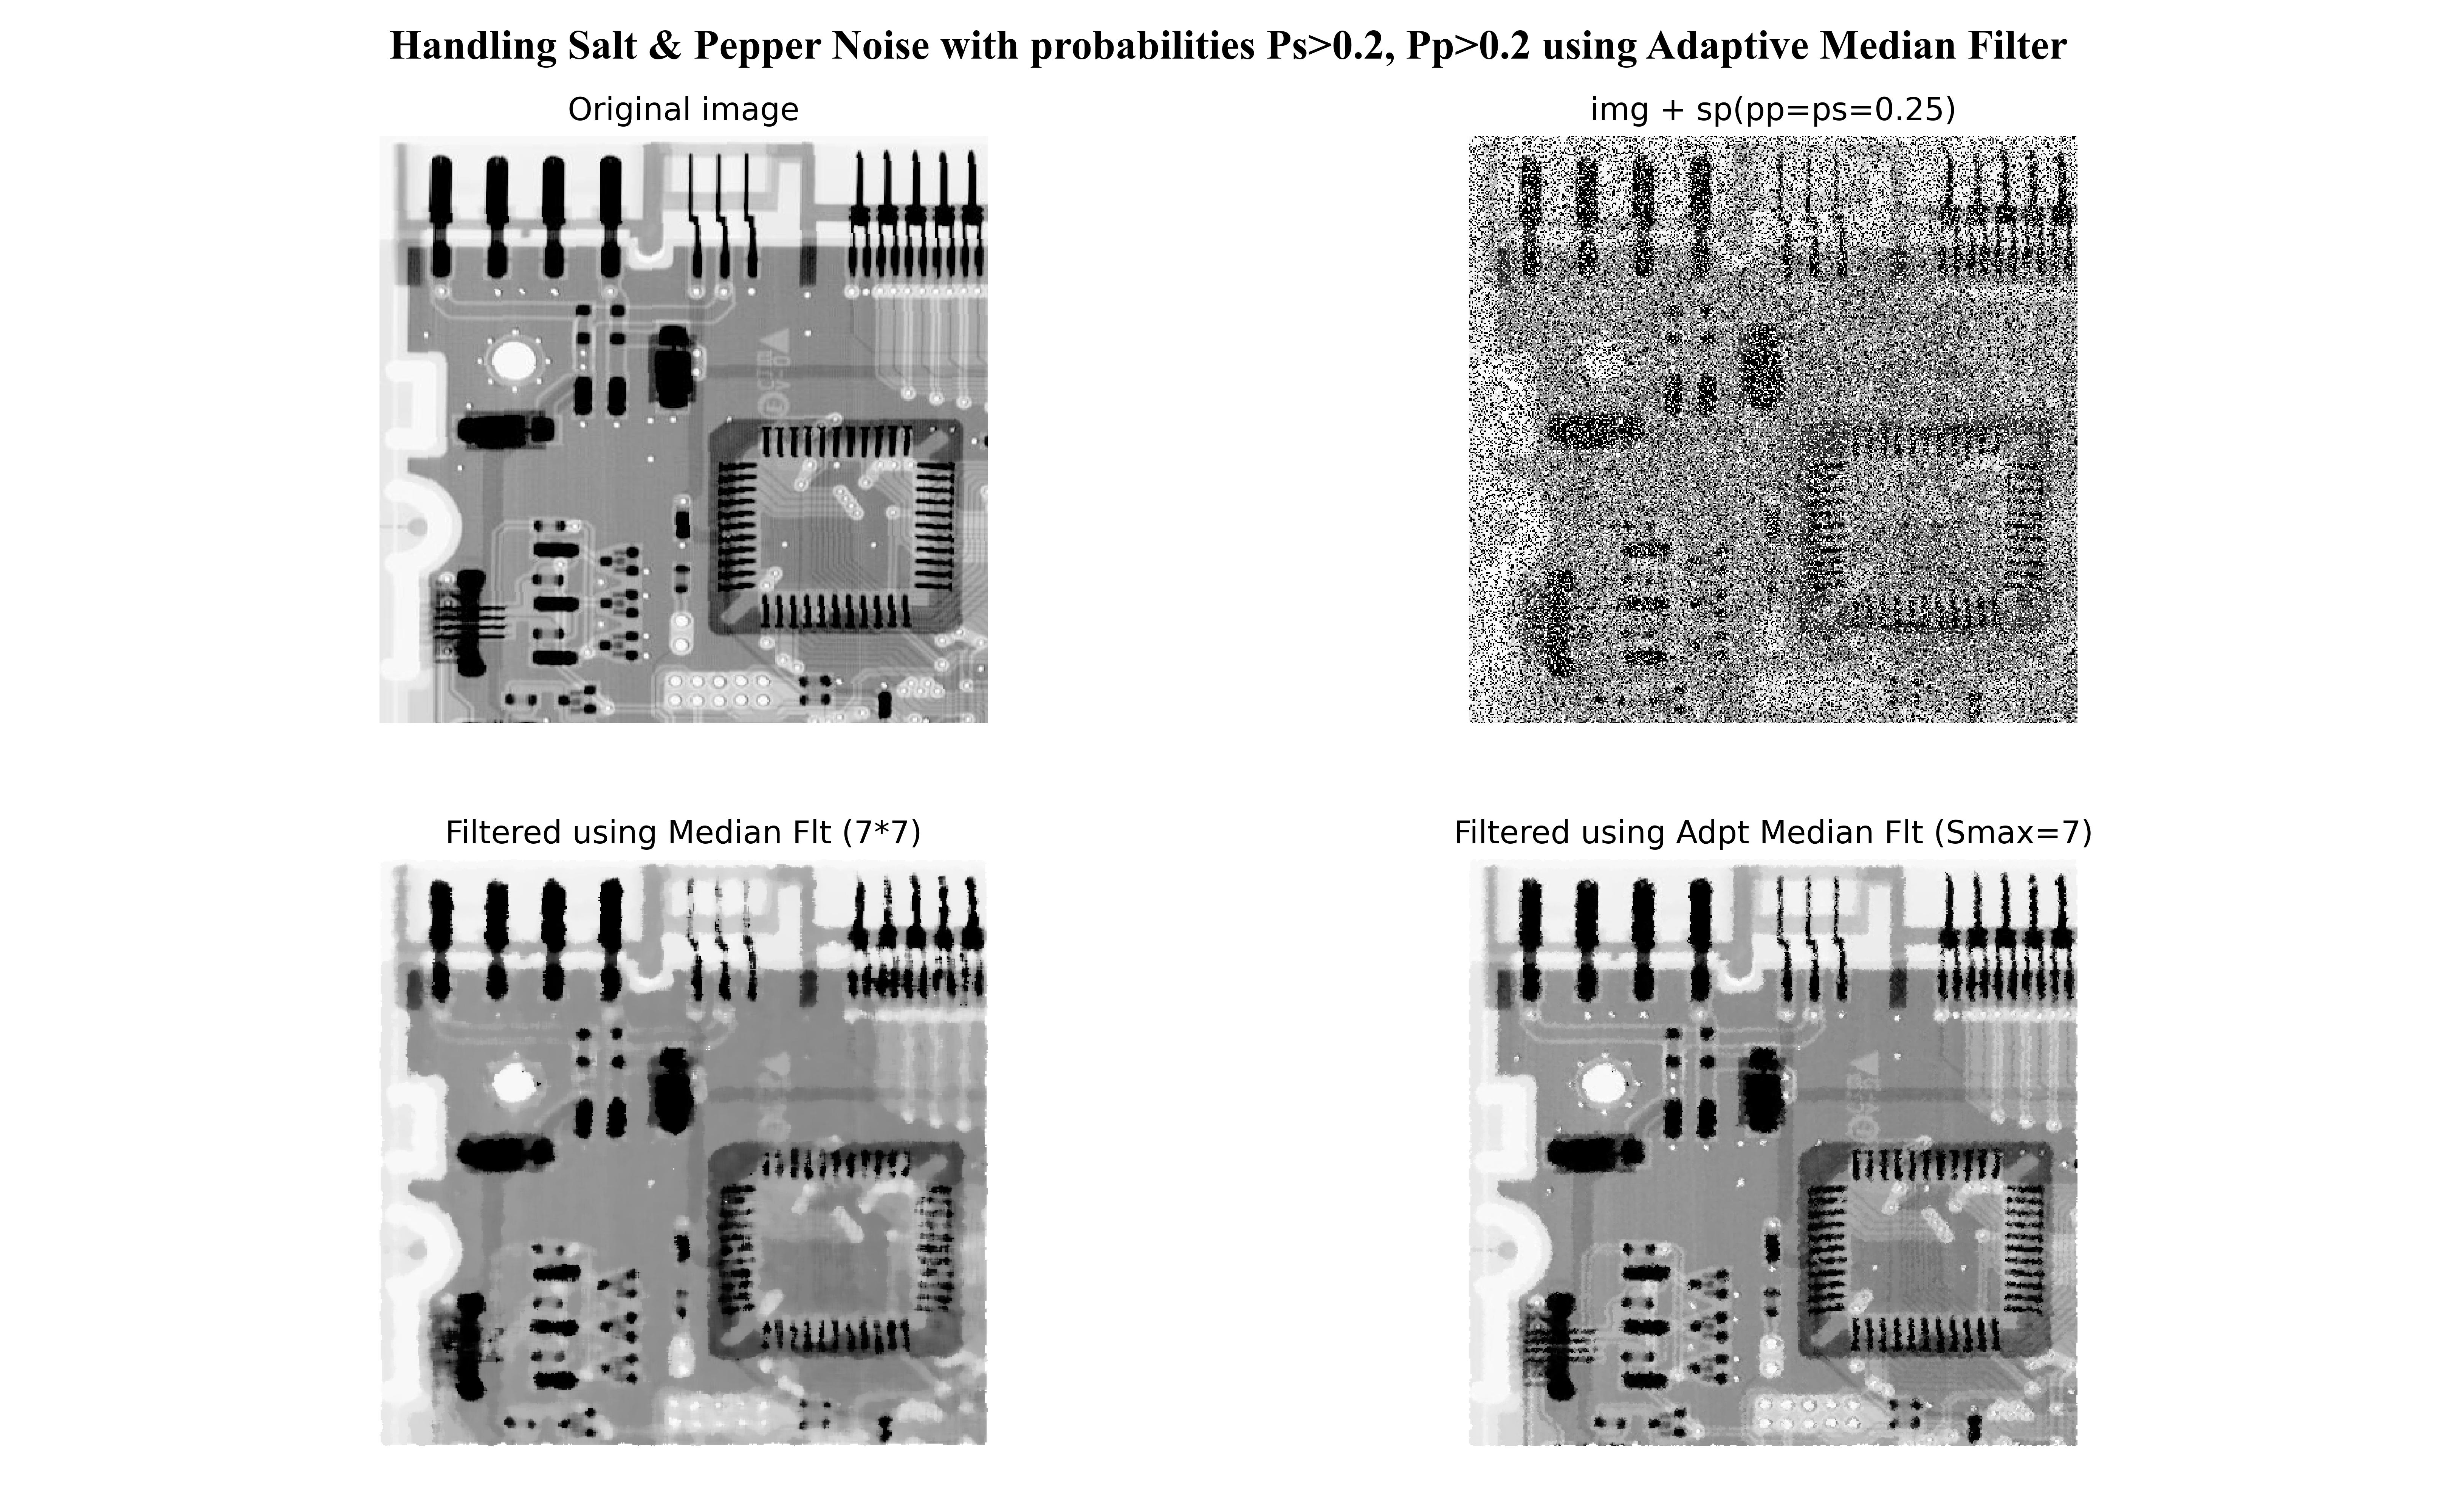 Handling Salt & Pepper Noise with probabilities Ps>0.2, Pp>0.2 using Adaptive Median Filter
Original image
img + sp(pp=ps=0.25)
Filtered using Median Flt (7*7)
Filtered using Adpt Median Flt (Smax=7)